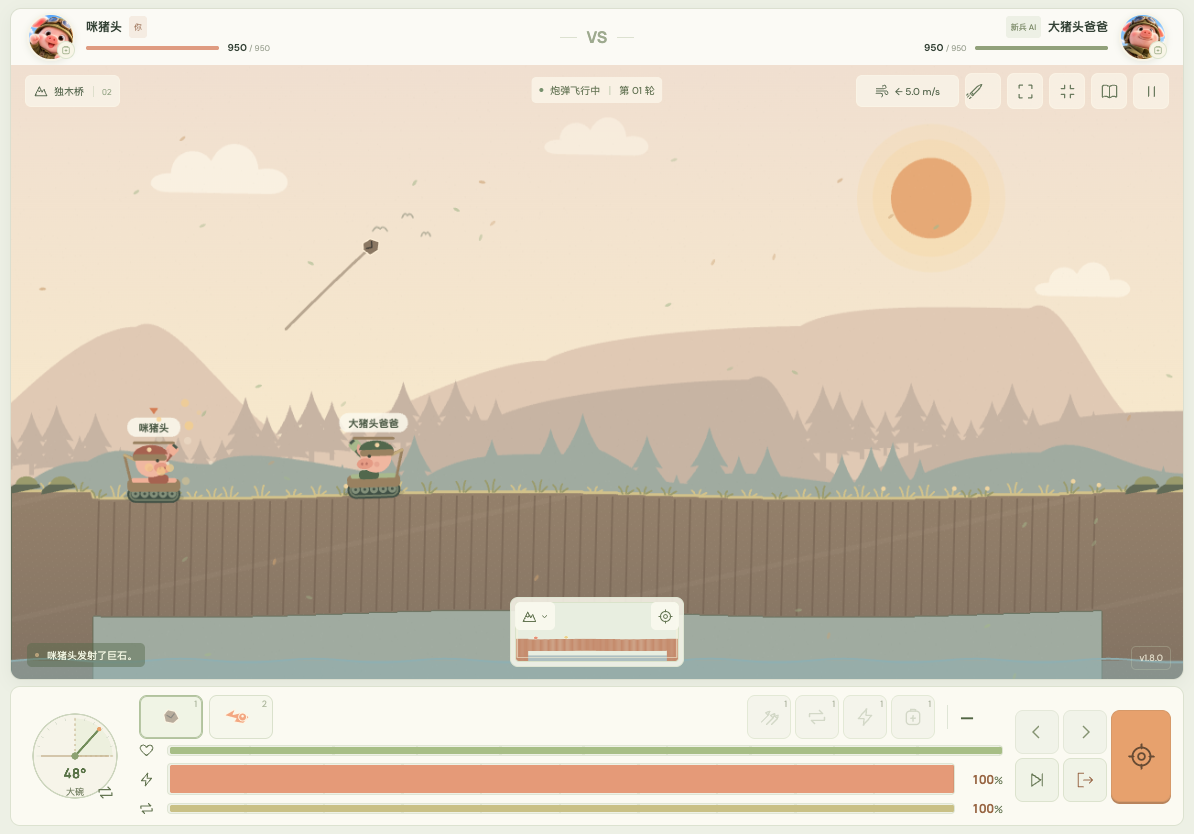 咪猪头 你
950 / 950
VS
新兵 AI 大猪头爸爸
950 / 950
独木桥 02
炮弹飞行中 第 01 轮
← 5.0 m/s
咪猪头
大猪头爸爸
咪猪头发射了巨石。
v1.8.0
1
2
1
1
1
1
48°
大碗
100%
100%